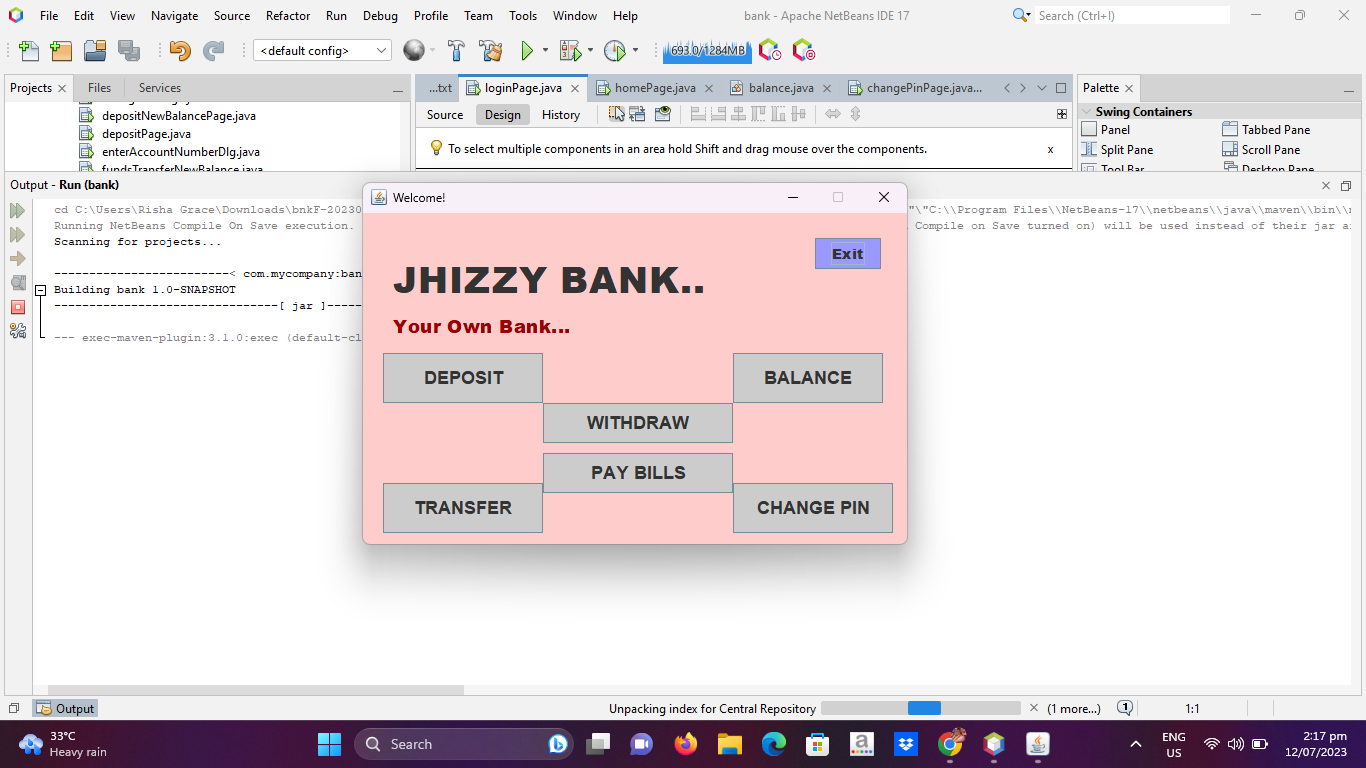 File Edit View Navigate Source Refactor Run Debug Profile Team Tools Window Help bank - Apache NetBeans IDE 17 Search (Ctrl+I)
<default config> 693.0/1284MB
Projects Files Services ...txt loginPage.java homePage.java balance.java changePinPage.java... Palette
depositNewBalancePage.java Source Design History Swing Containers
depositPage.java Panel Tabbed Pane
enterAccountNumberDlg.java To select multiple components in an area hold Shift and drag mouse over the components. x Split Pane Scroll Pane
fundsTransferNewBalance.java Tool Bar Desktop Pane
Output - Run (bank)
Welcome!
cd C:\Users\Risha Grace\Downloads\bnkF-20230 "\"C:\\Program Files\\NetBeans-17\\netbeans\\java\\maven\\bin\\
Running NetBeans Compile On Save execution. Compile on Save turned on) will be used instead of their jar
Scanning for projects...
Exit
--------------------------< com.mycompany:ban
JHIZZY BANK..
Building bank 1.0-SNAPSHOT
--------------------------------[ jar ]-----
Your Own Bank...
--- exec-maven-plugin:3.1.0:exec (default-cl
DEPOSIT BALANCE
WITHDRAW
PAY BILLS
TRANSFER CHANGE PIN
Output Unpacking index for Central Repository (1 more...) 1 1:1
33°C
Heavy rain
Search
ENG
US
2:17 pm
12/07/2023